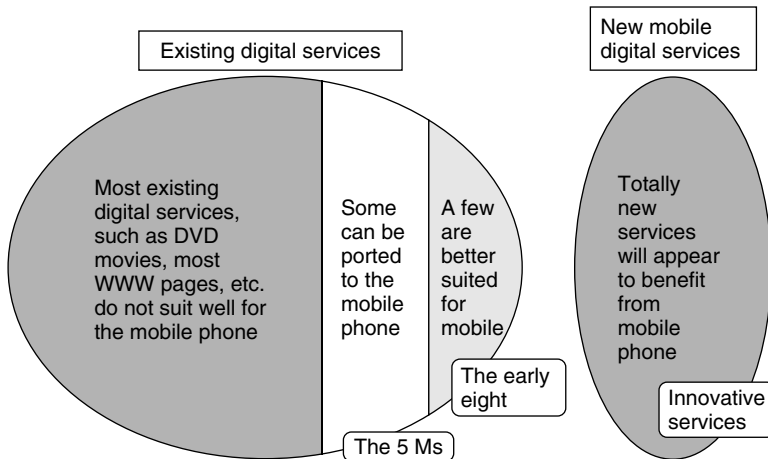 Existing digital services
New mobile
digital services
Most existing
digital services,
such as DVD
movies, most
WWW pages, etc.
do not suit well for
the mobile phone
Some
can be
ported
to the
mobile
phone
A few
are
better
suited
for
mobile
Totally
new
services
will appear
to benefit
from
mobile
phone
The early
eight
The 5 Ms
Innovative
services